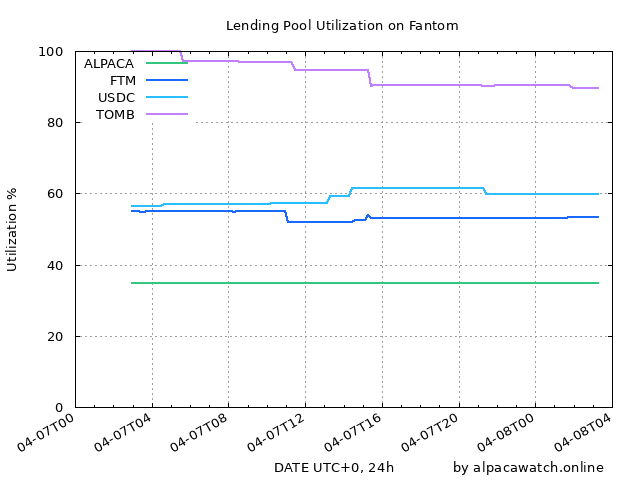 Lending Pool Utilization on Fantom
100
80
60
40
20
0
Utilization %
ALPACA
FTM
USDC
TOMB
04-07T00
04-07T04
04-07T08
04-07T12
04-07T16
04-07T20
04-08T00
04-08T04
DATE UTC+0, 24h
by alpacawatch.online